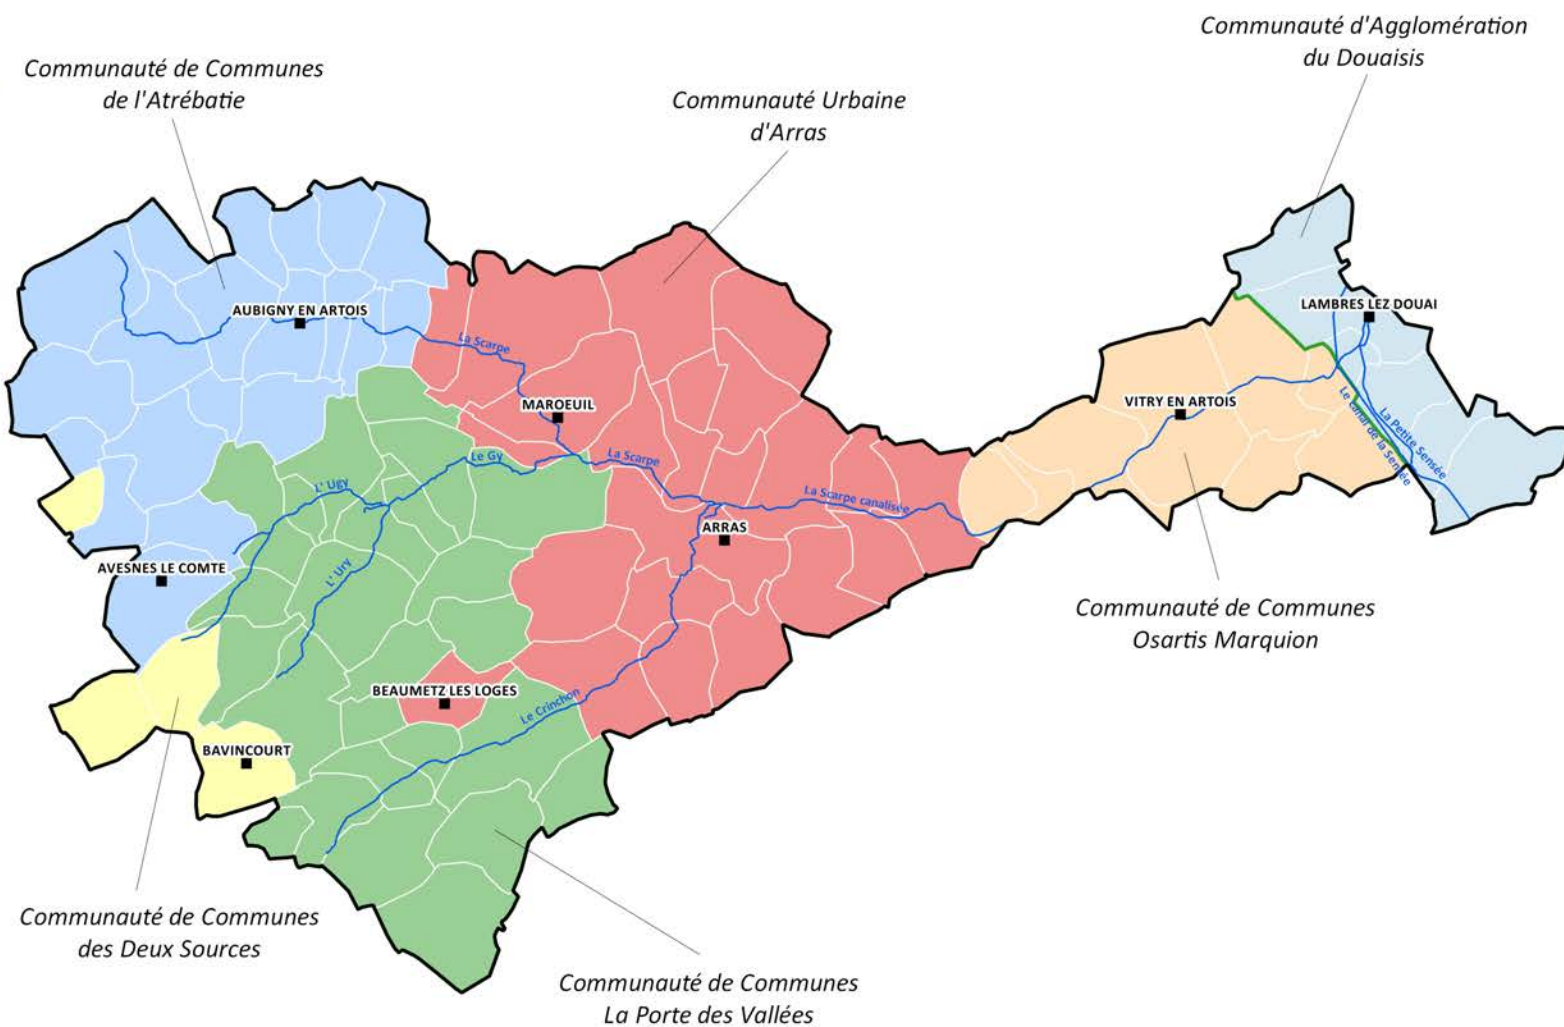 Communauté d'Agglomération
du Douaisis
Communauté de Communes
de l'Atrébatie
Communauté Urbaine
d'Arras
AUBIGNY EN ARTOIS
LAMBRES LEZ DOUAI
La Scarpe
MAROEUIL
VITRY EN ARTOIS
Le canal de la Sensée
La Petite Sensée
Le Gy
La Scarpe
L' Ugy
La Scarpe canalisée
ARRAS
AVESNES LE COMTE
L' Ury
Communauté de Communes
Osartis Marquion
BEAUMETZ LES LOGES
Le Crinchon
BAVINCOURT
Communauté de Communes
des Deux Sources
Communauté de Communes
La Porte des Vallées